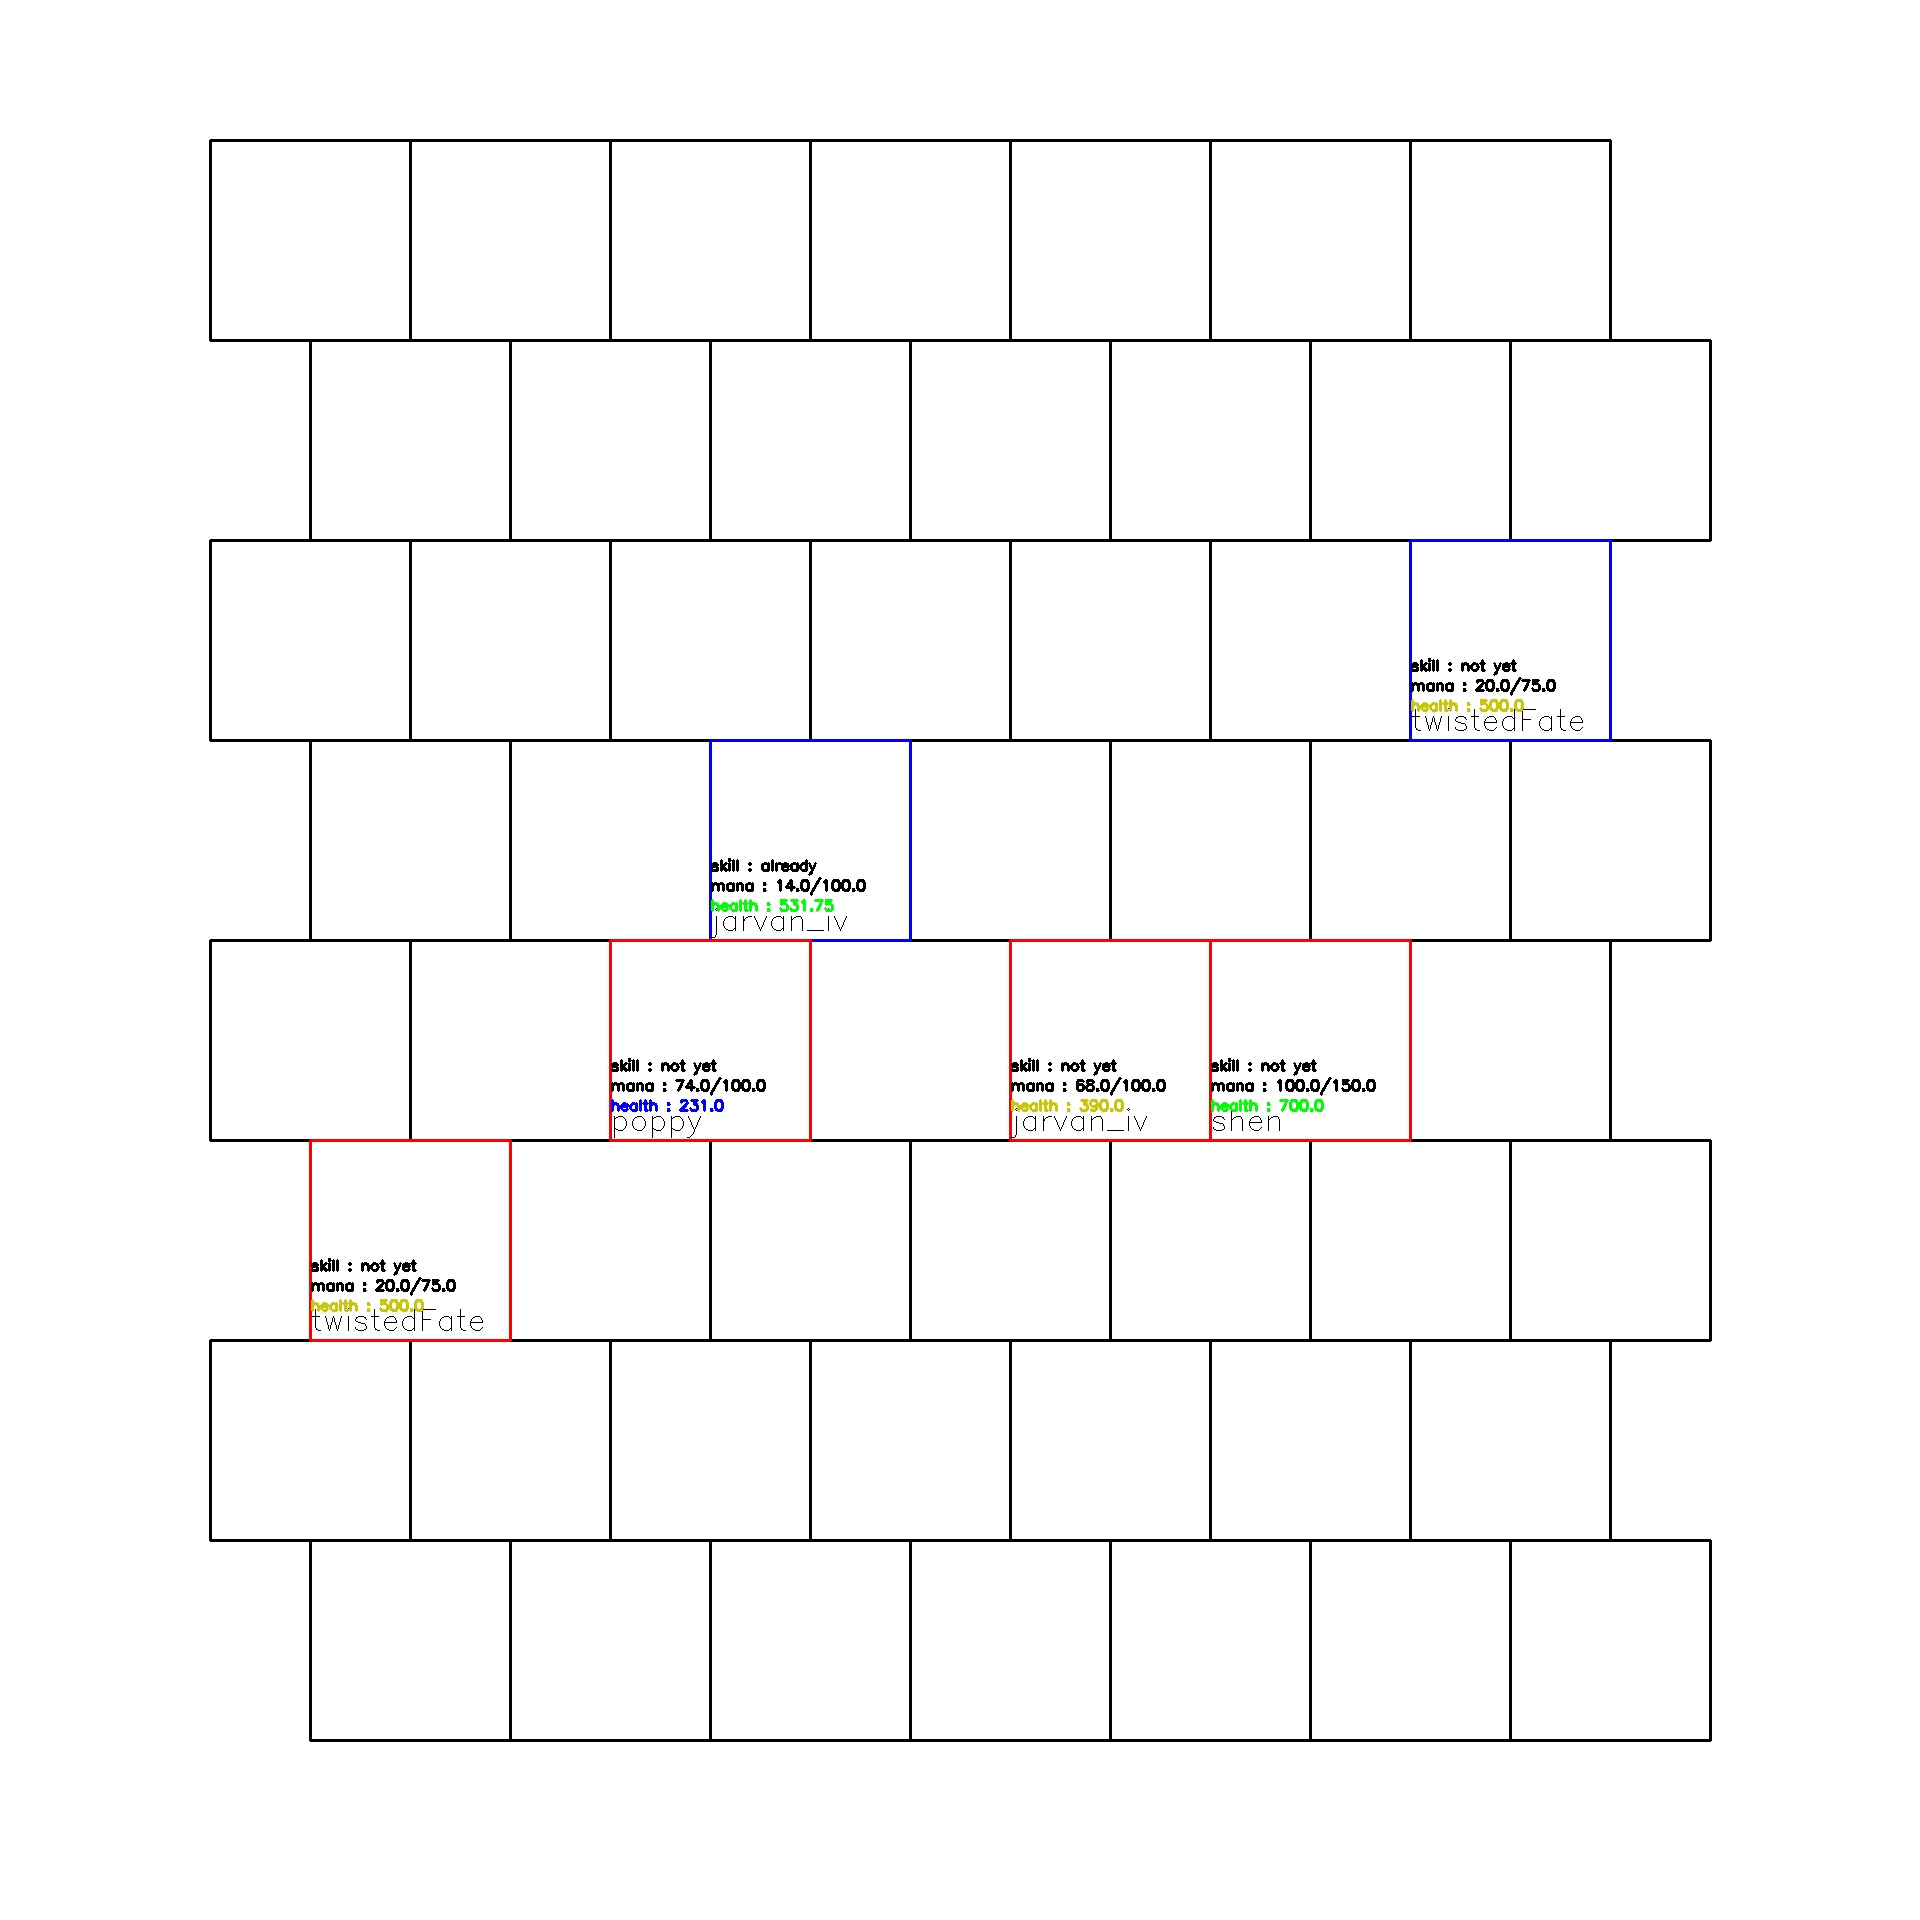 skill : not yet
mana : 20.0/75.0
health : 500.0
twistedFate
skill : already
mana : 14.0/100.0
health : 531.75
jarvan_iv
skill : not yet
mana : 74.0/100.0
health : 231.0
poppy
skill : not yet
mana : 68.0/100.0
health : 390.0
jarvan_iv
skill : not yet
mana : 100.0/150.0
health : 700.0
shen
skill : not yet
mana : 20.0/75.0
health : 500.0
twistedFate